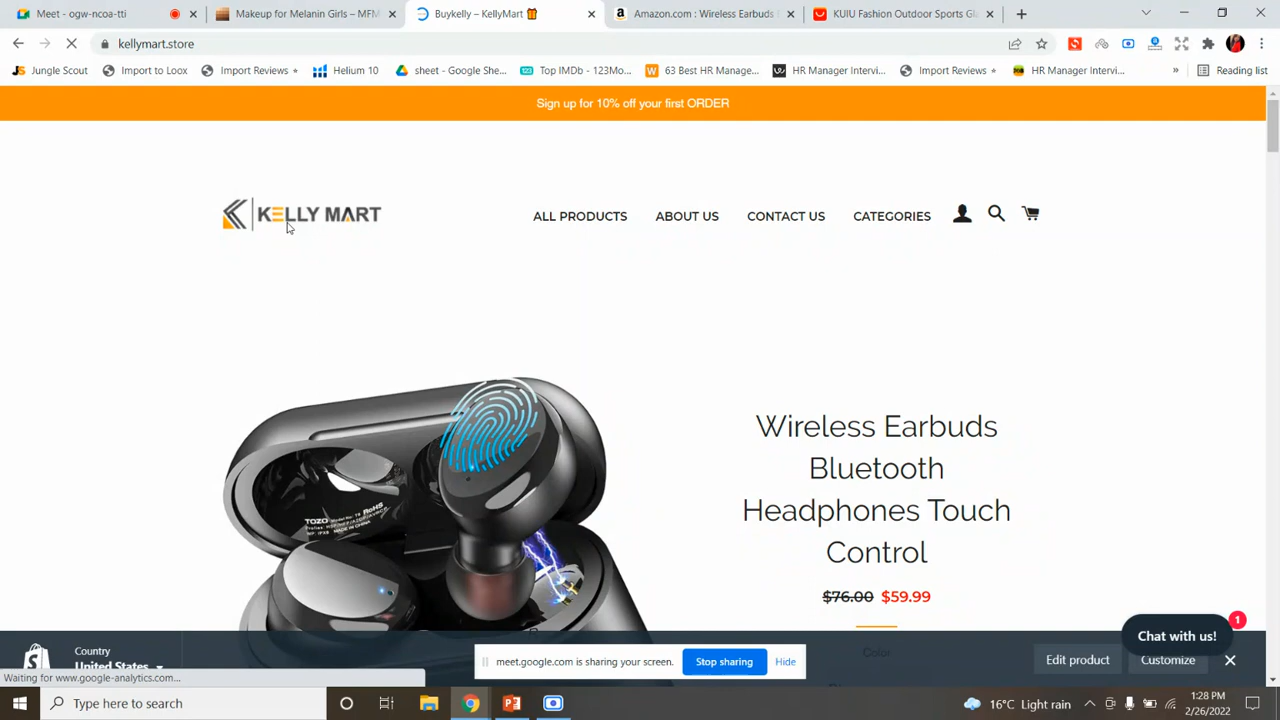 Meet - ogw-ncoa-tti
Makeup for Melanin Girls – MFM
Buykelly – KellyMart
Amazon.com : Wireless Earbuds
KUIU Fashion Outdoor Sports Gl
kellymart.store
Jungle Scout
Import to Loox
Import Reviews
Helium 10
sheet - Google She...
Top IMDb - 123Mo...
63 Best HR Manage...
HR Manager Intervi...
Import Reviews
HR Manager Intervi...
Reading list
Sign up for 10% off your first ORDER
KELLY MART
ALL PRODUCTS
ABOUT US
CONTACT US
CATEGORIES
Wireless Earbuds
Bluetooth
Headphones Touch
Control
$76.00 $59.99
Color
TOZO
MADE IN CHINA
Chat with us!
1
Country
United States
meet.google.com is sharing your screen.
Stop sharing
Hide
Edit product
Customize
Waiting for www.google-analytics.com...
Type here to search
16°C Light rain
1:28 PM
2/26/2022